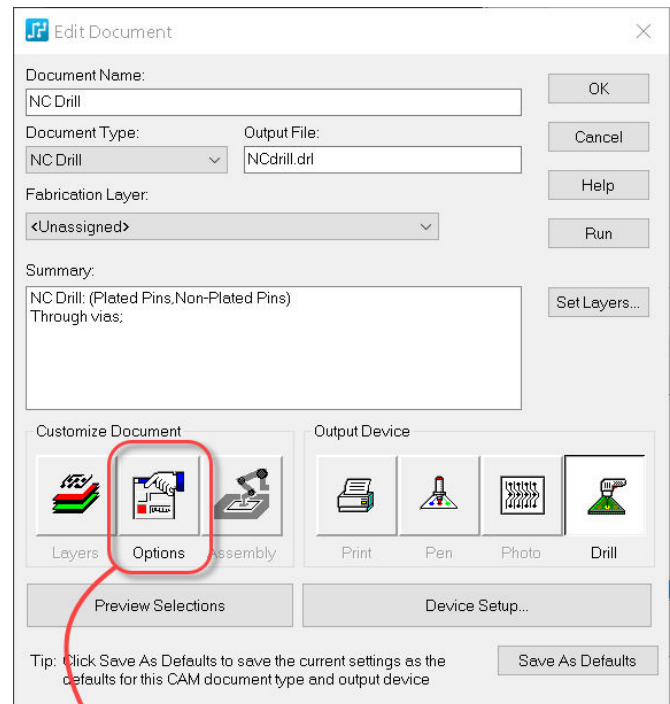 Edit Document
Document Name:
OK
NC Drill
Document Type:
Output File:
Cancel
NC Drill
NCdrill.drl
Help
Fabrication Layer:
<Unassigned>
Run
Summary:
NC Drill: (Plated Pins,Non-Plated Pins)
Through vias;
Set Layers...
Customize Document
Output Device
Layers
Options
Assembly
Print
Pen
Photo
Drill
Preview Selections
Device Setup...
Tip: Click Save As Defaults to save the current settings as the
defaults for this CAM document type and output device
Save As Defaults